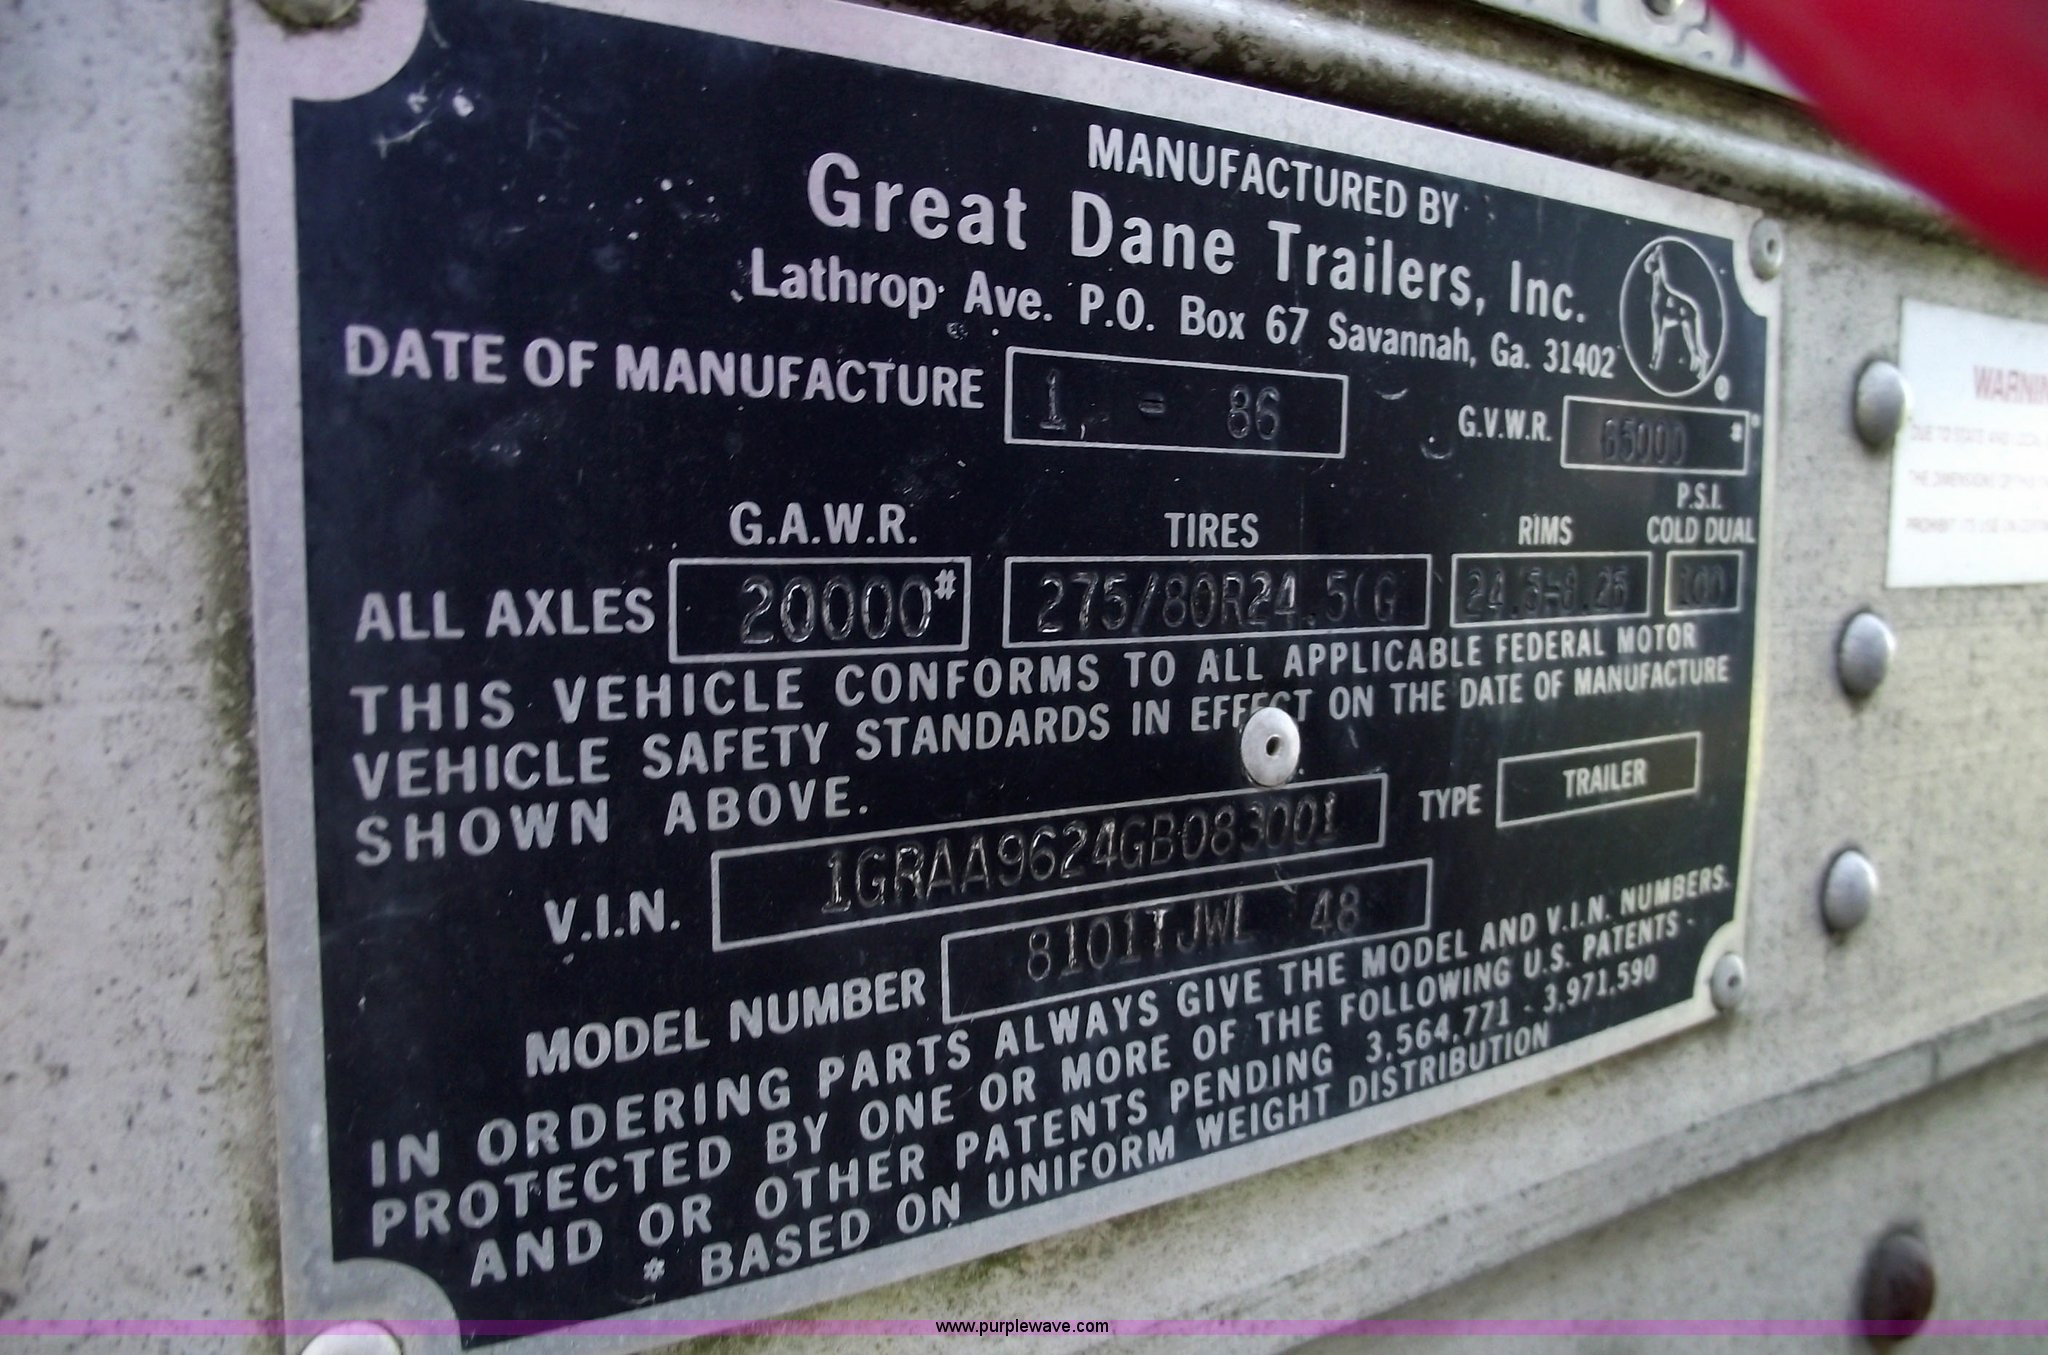 MANUFACTURED BY
Great Dane Trailers, Inc.
Lathrop Ave. P.O. Box 67 Savannah, Ga. 31402
DATE OF MANUFACTURE 1 - 86
G.V.W.R. 65000 #
G.A.W.R. TIRES RIMS P.S.I. COLD DUAL
ALL AXLES 20000# 275/80R24.5(G 24.5-8.25 100
THIS VEHICLE CONFORMS TO ALL APPLICABLE FEDERAL MOTOR
VEHICLE SAFETY STANDARDS IN EFFECT ON THE DATE OF MANUFACTURE
SHOWN ABOVE.
V.I.N. 1GRAA9624GB083001 TYPE TRAILER
MODEL NUMBER 8101TJWL 48
IN ORDERING PARTS ALWAYS GIVE THE MODEL AND V.I.N. NUMBERS.
PROTECTED BY ONE OR MORE OF THE FOLLOWING U.S. PATENTS -
AND OR OTHER PATENTS PENDING 3,564,771 - 3,971,590
* BASED ON UNIFORM WEIGHT DISTRIBUTION
WARNIN
www.purplewave.com